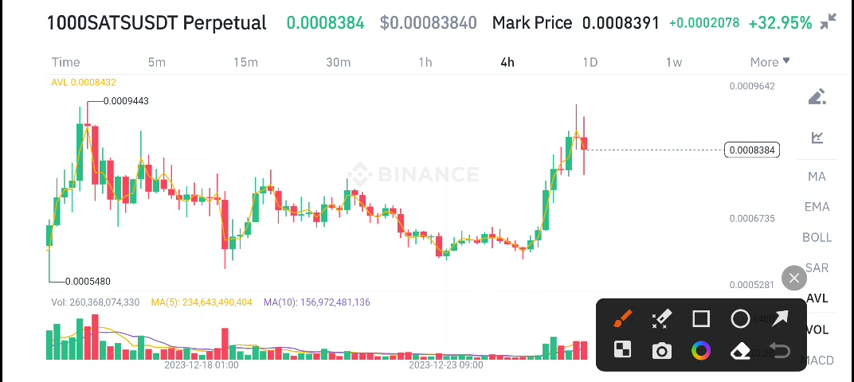 1000SATSUSDT Perpetual 0.0008384 $0.00083840 Mark Price 0.0008391 +0.0002078 +32.95%
Time 5m 15m 30m 1h 4h 1D 1w More
AVL 0.0008432
0.0009642
0.0009443
0.0008384
BINANCE
MA
EMA
0.0006735
BOLL
SAR
0.0005480
0.0005281
AVL
Vol: 260,368,074,330 MA(5): 234,643,490,404 MA(10): 156,972,481,136
VOL
MACD
2023-12-18 01:00 2023-12-23 09:00